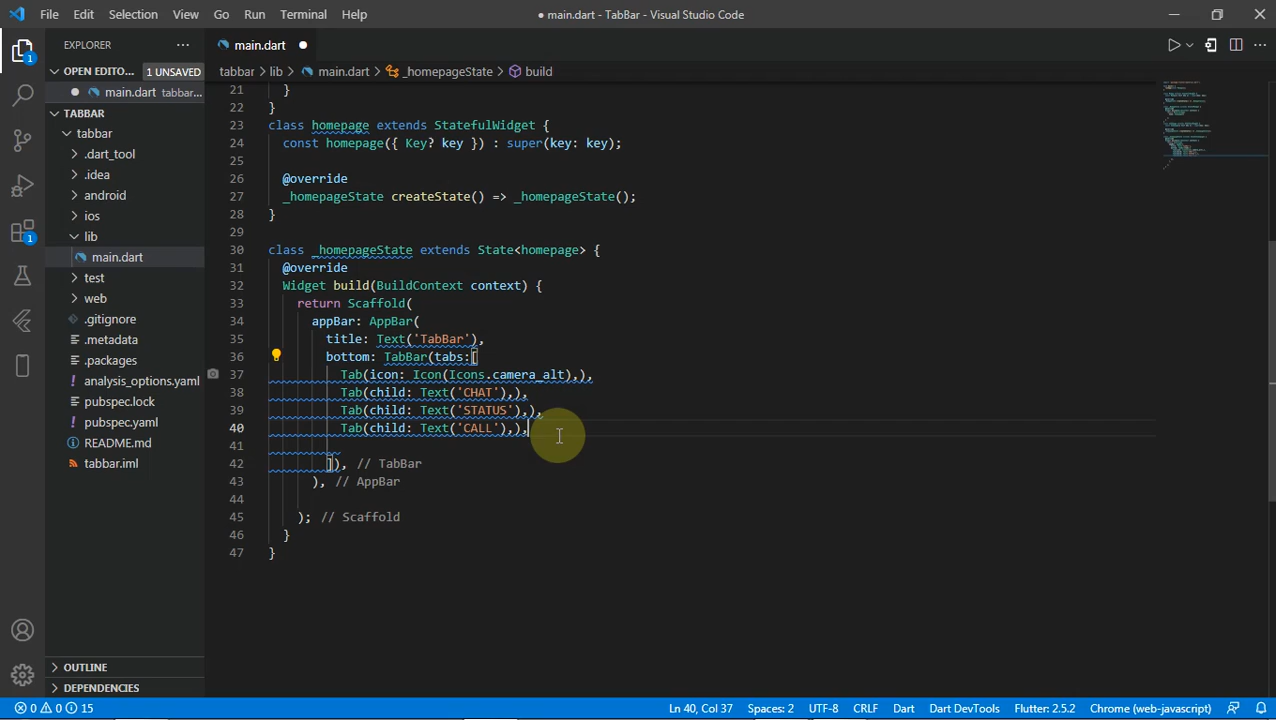 File Edit Selection View Go Run Terminal Help
● main.dart - TabBar - Visual Studio Code
EXPLORER
main.dart
OPEN EDITO... 1 UNSAVED
main.dart tabbar...
tabbar > lib > main.dart > _homepageState > build
TABBAR
tabbar
.dart_tool
.idea
android
ios
lib
main.dart
test
web
.gitignore
.metadata
.packages
analysis_options.yaml
pubspec.lock
pubspec.yaml
README.md
tabbar.iml
OUTLINE
DEPENDENCIES
1
1
21 }
22 }
23 class homepage extends StatefulWidget {
24 const homepage({ Key? key }) : super(key: key);
25
26 @override
27 _homepageState createState() => _homepageState();
28 }
29
30 class _homepageState extends State<homepage> {
31 @override
32 Widget build(BuildContext context) {
33 return Scaffold(
34 appBar: AppBar(
35 title: Text('TabBar'),
36 bottom: TabBar(tabs:[
37 Tab(icon: Icon(Icons.camera_alt),),
38 Tab(child: Text('CHAT'),),
39 Tab(child: Text('STATUS'),),
40 Tab(child: Text('CALL'),),
41
42 ]), // TabBar
43 ), // AppBar
44
45 ); // Scaffold
46 }
47 }
0 0 15
Ln 40, Col 37 Spaces: 2 UTF-8 CRLF Dart Dart DevTools Flutter: 2.5.2 Chrome (web-javascript)